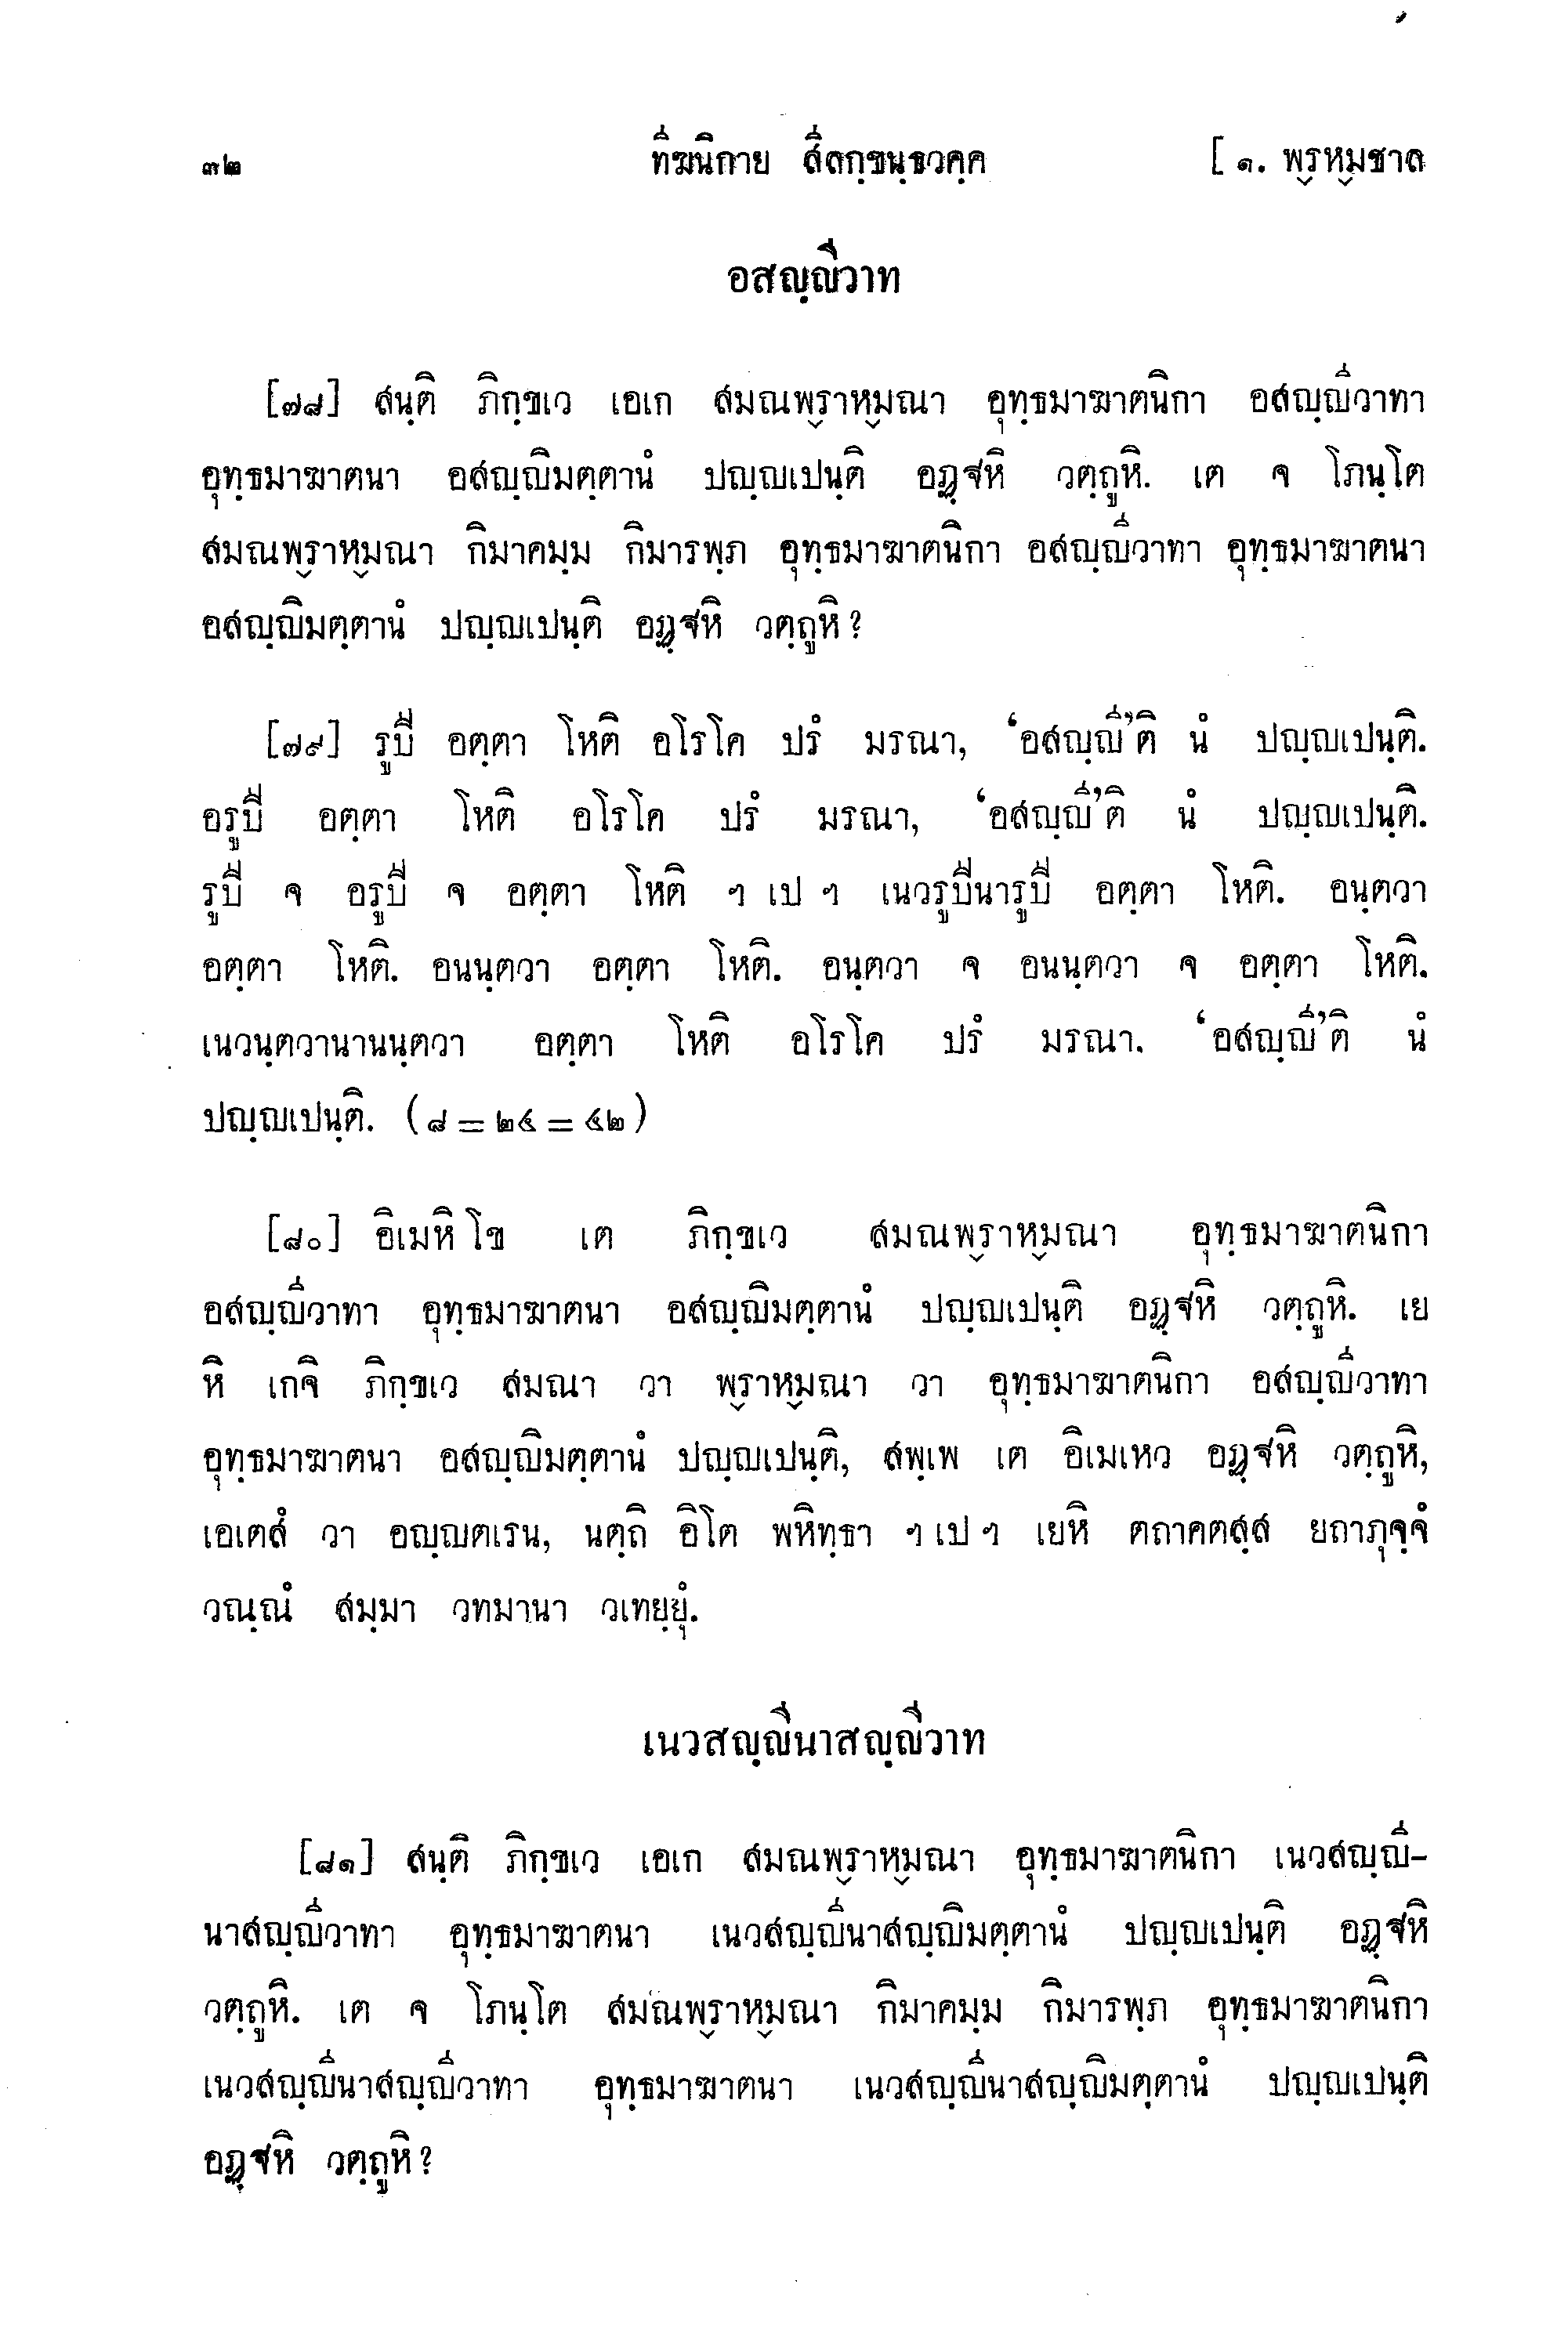 ๓๒ ทีฆนิกาย สีลกฺขนฺธวคฺค [ ๑. พฺรหฺมชาล
อสญฺญีวาท
[๗๘] สนฺติ ภิกฺขเว เอเก สมณพฺราหฺมณา อุทฺธมาฆาตนิกา อสญฺญีวาทา
อุทฺธมาฆาตนา อสญฺญิมตฺตานํ ปญฺญเปนฺติ อฏฺฐหิ วตฺถูหิ. เต จ โภนฺโต
สมณพฺราหฺมณา กิมาคมฺม กิมารพฺภ อุทฺธมาฆาตนิกา อสญฺญีวาทา อุทฺธมาฆาตนา
อสญฺญิมตฺตานํ ปญฺญเปนฺติ อฏฺฐหิ วตฺถูหิ?
[๗๙] รูปี อตฺตา โหติ อโรโค ปรํ มรณา, ‘อสญฺญี’ติ นํ ปญฺญเปนฺติ.
อรูปี อตฺตา โหติ อโรโค ปรํ มรณา, ‘อสญฺญี’ติ นํ ปญฺญเปนฺติ.
รูปี จ อรูปี จ อตฺตา โหติ ฯ เป ฯ เนวรูปีนารูปี อตฺตา โหติ. อนฺตวา
อตฺตา โหติ. อนนฺตวา อตฺตา โหติ. อนฺตวา จ อนนฺตวา จ อตฺตา โหติ.
เนวนฺตวานานนฺตวา อตฺตา โหติ อโรโค ปรํ มรณา. ‘อสญฺญี’ติ นํ
ปญฺญเปนฺติ. (๘ = ๒๔ = ๔๒)
[๘๐] อิเมหิ โข เต ภิกฺขเว สมณพฺราหฺมณา อุทฺธมาฆาตนิกา
อสญฺญีวาทา อุทฺธมาฆาตนา อสญฺญิมตฺตานํ ปญฺญเปนฺติ อฏฺฐหิ วตฺถูหิ. เย
หิ เกจิ ภิกฺขเว สมณา วา พฺราหฺมณา วา อุทฺธมาฆาตนิกา อสญฺญีวาทา
อุทฺธมาฆาตนา อสญฺญิมตฺตานํ ปญฺญเปนฺติ, สพฺเพ เต อิเมเหว อฏฺฐหิ วตฺถูหิ,
เอเตสํ วา อญฺญตเรน, นตฺถิ อิโต พหิทฺธา ฯ เป ฯ เยหิ ตถาคตสฺส ยถาภุจฺจํ
วณฺณํ สมฺมา วทมานา วเทยฺยุํ.
เนวสญฺญีนาสญฺญีวาท
[๘๑] สนฺติ ภิกฺขเว เอเก สมณพฺราหฺมณา อุทฺธมาฆาตนิกา เนวสญฺญี-
นาสญฺญีวาทา อุทฺธมาฆาตนา เนวสญฺญีนาสญฺญิมตฺตานํ ปญฺญเปนฺติ อฏฺฐหิ
วตฺถูหิ. เต จ โภนฺโต สมณพฺราหฺมณา กิมาคมฺม กิมารพฺภ อุทฺธมาฆาตนิกา
เนวสญฺญีนาสญฺญีวาทา อุทฺธมาฆาตนา เนวสญฺญีนาสญฺญิมตฺตานํ ปญฺญเปนฺติ
อฏฺฐหิ วตฺถูหิ?